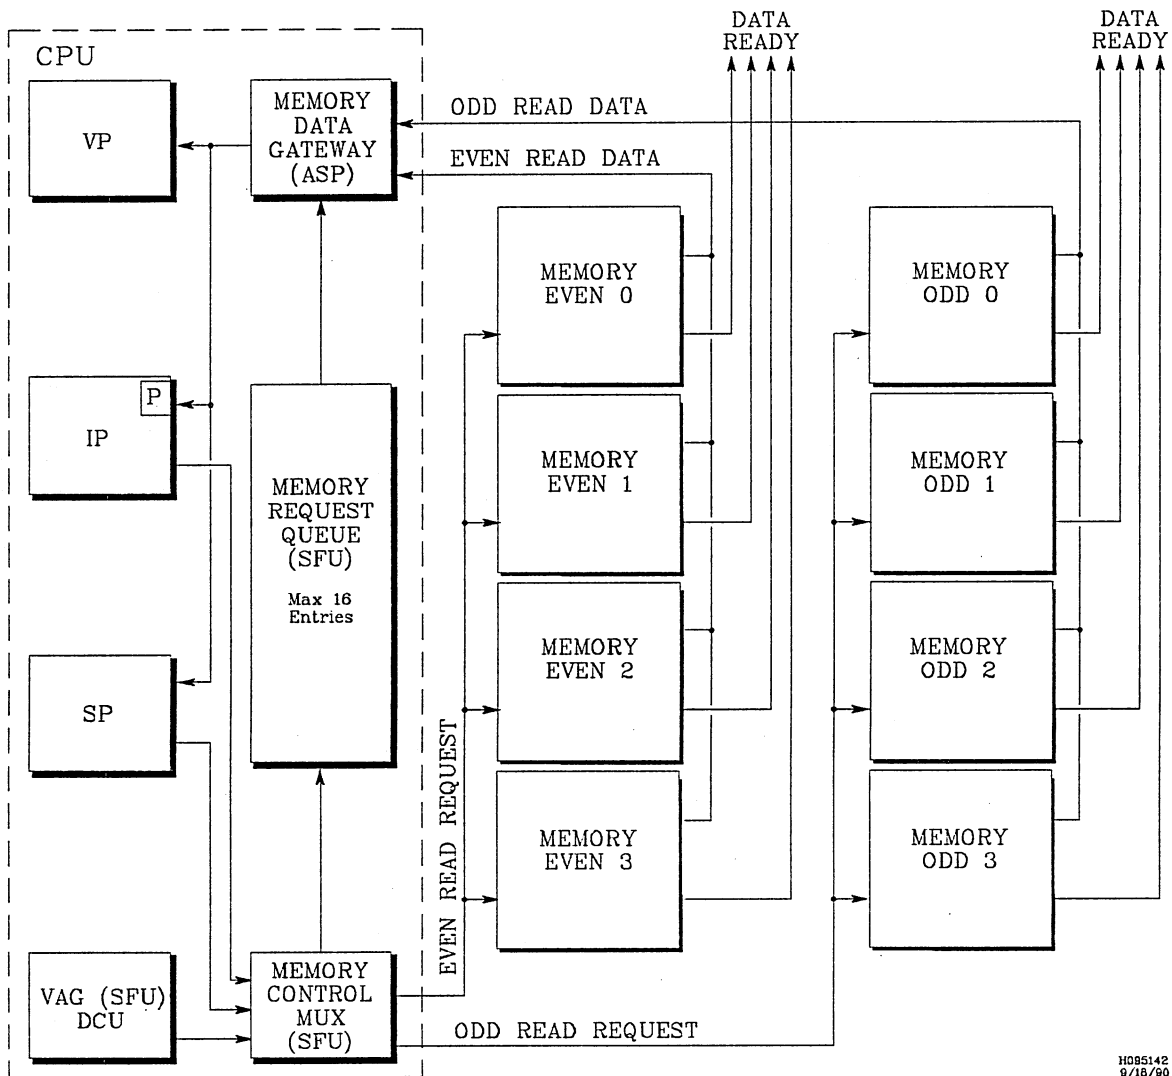 CPU
VP
MEMORY
DATA
GATEWAY
(ASP)
P
IP
MEMORY
REQUEST
QUEUE
(SFU)
Max 16
Entries
SP
VAG (SFU)
DCU
MEMORY
CONTROL
MUX
(SFU)
DATA
READY
DATA
READY
ODD READ DATA
EVEN READ DATA
MEMORY
EVEN 0
MEMORY
EVEN 1
MEMORY
EVEN 2
MEMORY
EVEN 3
MEMORY
ODD 0
MEMORY
ODD 1
MEMORY
ODD 2
MEMORY
ODD 3
EVEN READ REQUEST
ODD READ REQUEST
H095142
9/18/90